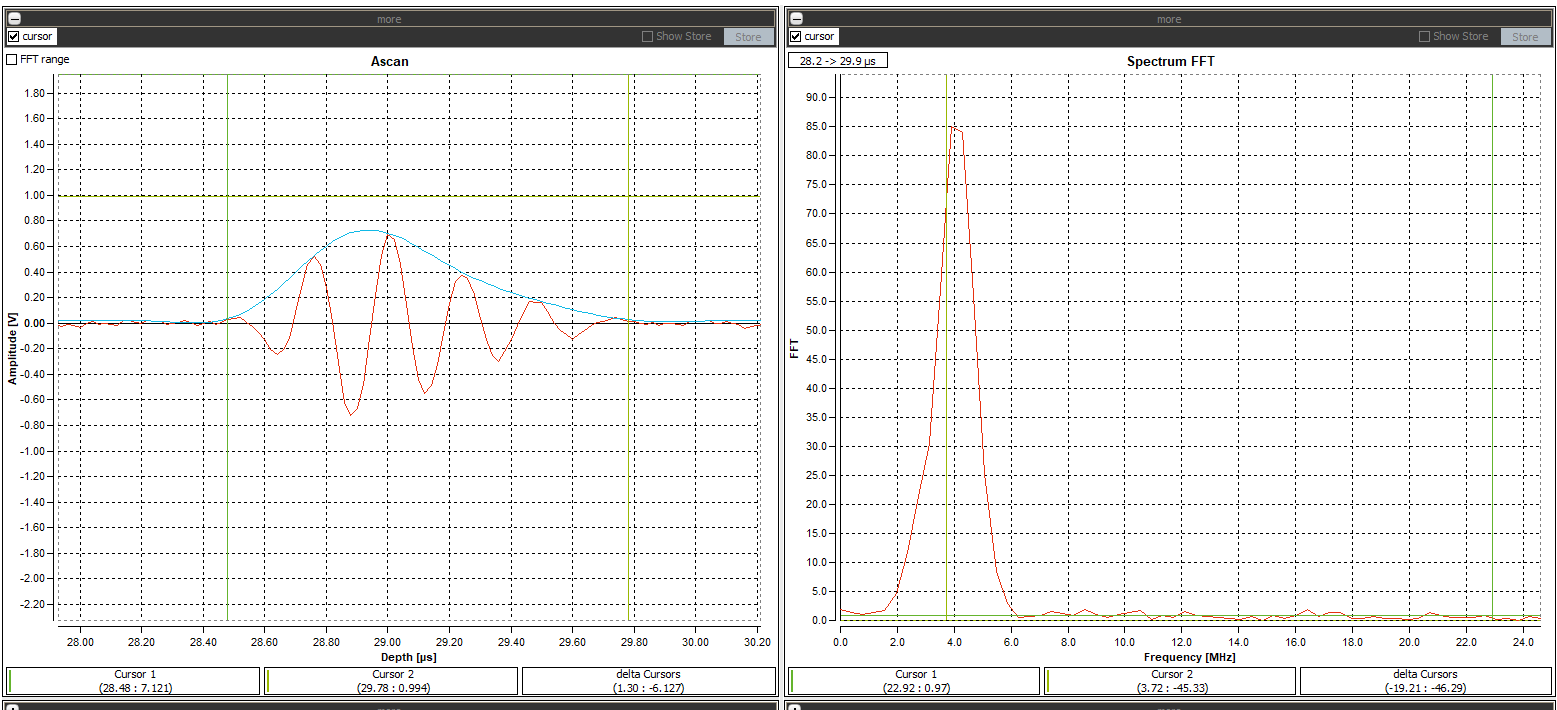 more
cursor
Show Store
Store
FFT range
Ascan
1.80
1.60
1.40
1.20
1.00
0.80
0.60
0.40
0.20
0.00
-0.20
-0.40
-0.60
-0.80
-1.00
-1.20
-1.40
-1.60
-1.80
-2.00
-2.20
Amplitude [V]
28.00 28.20 28.40 28.60 28.80 29.00 29.20 29.40 29.60 29.80 30.00 30.20
Depth [µs]
Cursor 1
(28.48 : 7.121)
Cursor 2
(29.78 : 0.994)
delta Cursors
(1.30 : -6.127)
more
cursor
Show Store
Store
28.2 -> 29.9 µs
Spectrum FFT
90.0
85.0
80.0
75.0
70.0
65.0
60.0
55.0
50.0
45.0
40.0
35.0
30.0
25.0
20.0
15.0
10.0
5.0
0.0
FFT
0.0 2.0 4.0 6.0 8.0 10.0 12.0 14.0 16.0 18.0 20.0 22.0 24.0
Frequency [MHz]
Cursor 1
(22.92 : 0.97)
Cursor 2
(3.72 : -45.33)
delta Cursors
(-19.21 : -46.29)